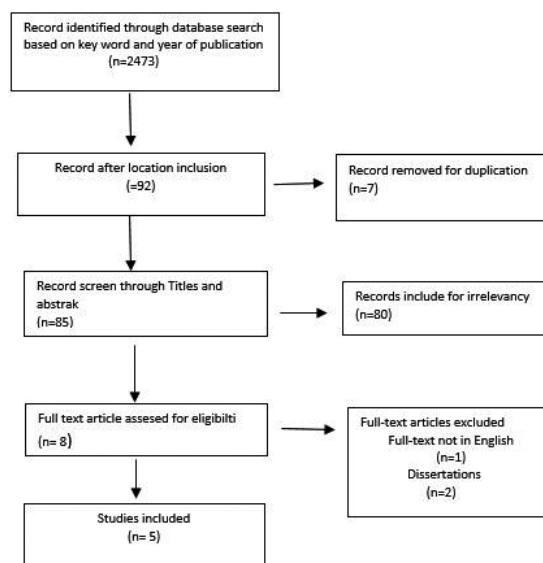 Record identified through database search
based on key word and year of publication
(n=2473)
Record after location inclusion
(=92)
Record removed for duplication
(n=7)
Record screen through Titles and
abstrak
(n=85)
Records include for irrelevancy
(n=80)
Full text article assesed for eligibilti
(n= 8)
Full-text articles excluded
Full-text not in English
(n=1)
Dissertations
(n=2)
Studies included
(n= 5)